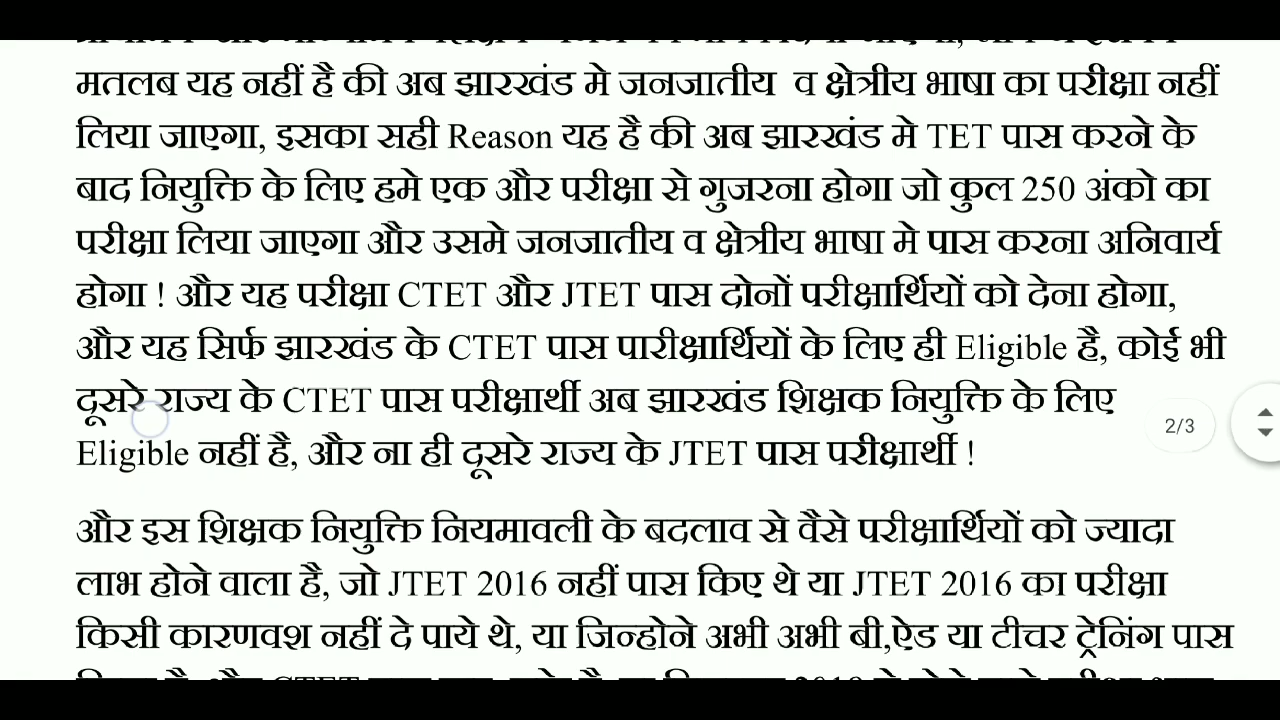 मतलब यह नहीं है की अब झारखंड मे जनजातीय व क्षेत्रीय भाषा का परीक्षा नहीं
लिया जाएगा, इसका सही Reason यह है की अब झारखंड मे TET पास करने के
बाद नियुक्ति के लिए हमे एक और परीक्षा से गुजरना होगा जो कुल 250 अंको का
परीक्षा लिया जाएगा और उसमे जनजातीय व क्षेत्रीय भाषा मे पास करना अनिवार्य
होगा ! और यह परीक्षा CTET और JTET पास दोनों परीक्षार्थियों को देना होगा,
और यह सिर्फ झारखंड के CTET पास पारीक्षार्थियों के लिए ही Eligible है, कोई भी
दूसरे राज्य के CTET पास परीक्षार्थी अब झारखंड शिक्षक नियुक्ति के लिए
2/3
Eligible नहीं है, और ना ही दूसरे राज्य के JTET पास परीक्षार्थी !
और इस शिक्षक नियुक्ति नियमावली के बदलाव से वैसे परीक्षार्थियों को ज्यादा
लाभ होने वाला है, जो JTET 2016 नहीं पास किए थे या JTET 2016 का परीक्षा
किसी कारणवश नहीं दे पाये थे, या जिन्होने अभी अभी बी,ऐड या टीचर ट्रेनिंग पास